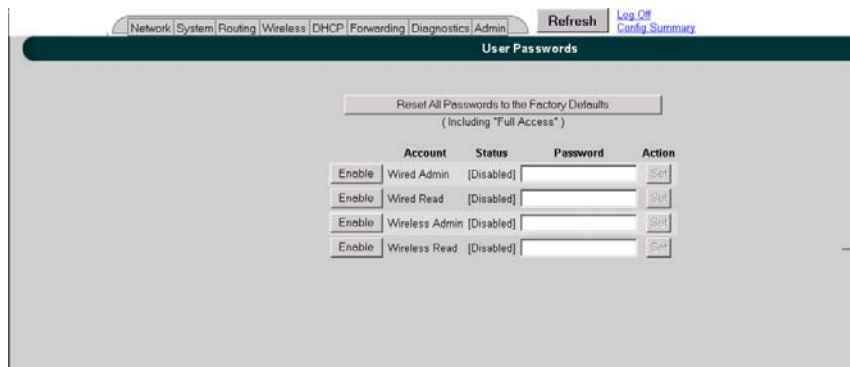 Network System Routing Wireless DHCP Forwarding Diagnostics Admin Refresh Log Off
Config Summary
User Passwords
Reset All Passwords to the Factory Defaults
( Including "Full Access" )
Account Status Password Action
Enable Wired Admin [Disabled] Set
Enable Wired Read [Disabled] Set
Enable Wireless Admin [Disabled] Set
Enable Wireless Read [Disabled] Set